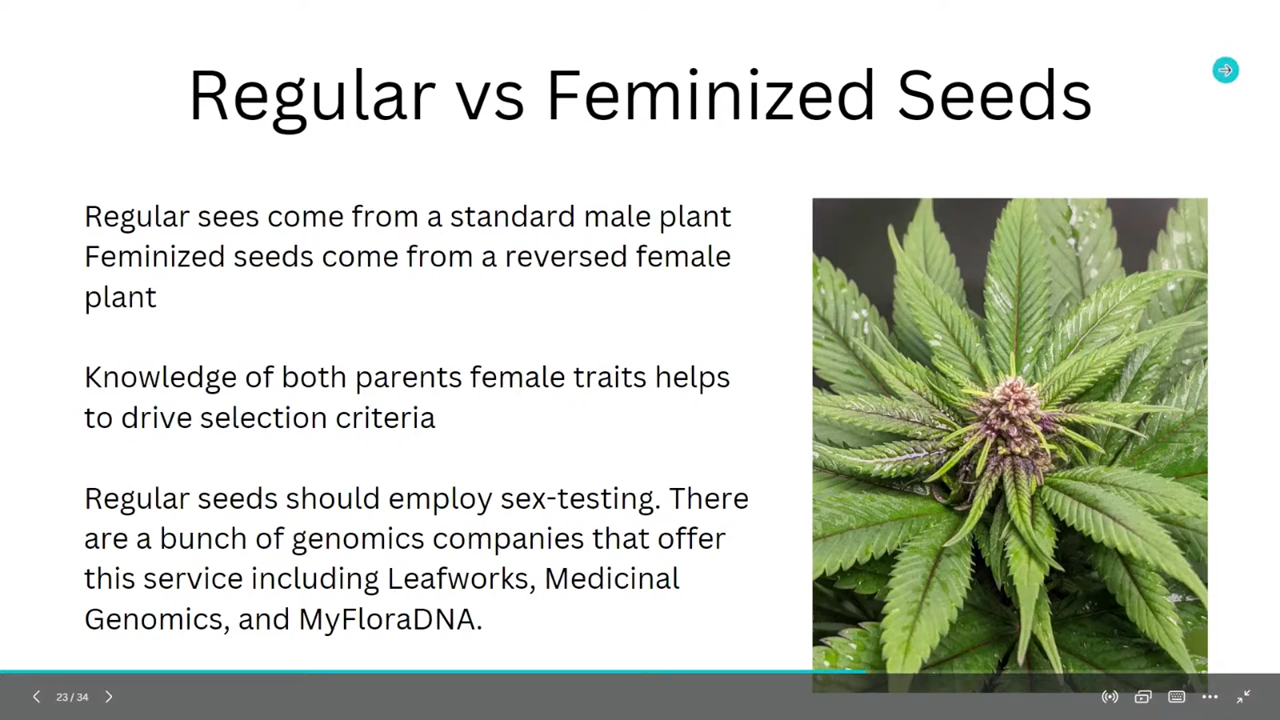 Regular vs Feminized Seeds
Regular sees come from a standard male plant
Feminized seeds come from a reversed female
plant
Knowledge of both parents female traits helps
to drive selection criteria
Regular seeds should employ sex-testing. There
are a bunch of genomics companies that offer
this service including Leafworks, Medicinal
Genomics, and MyFloraDNA.
23 / 34